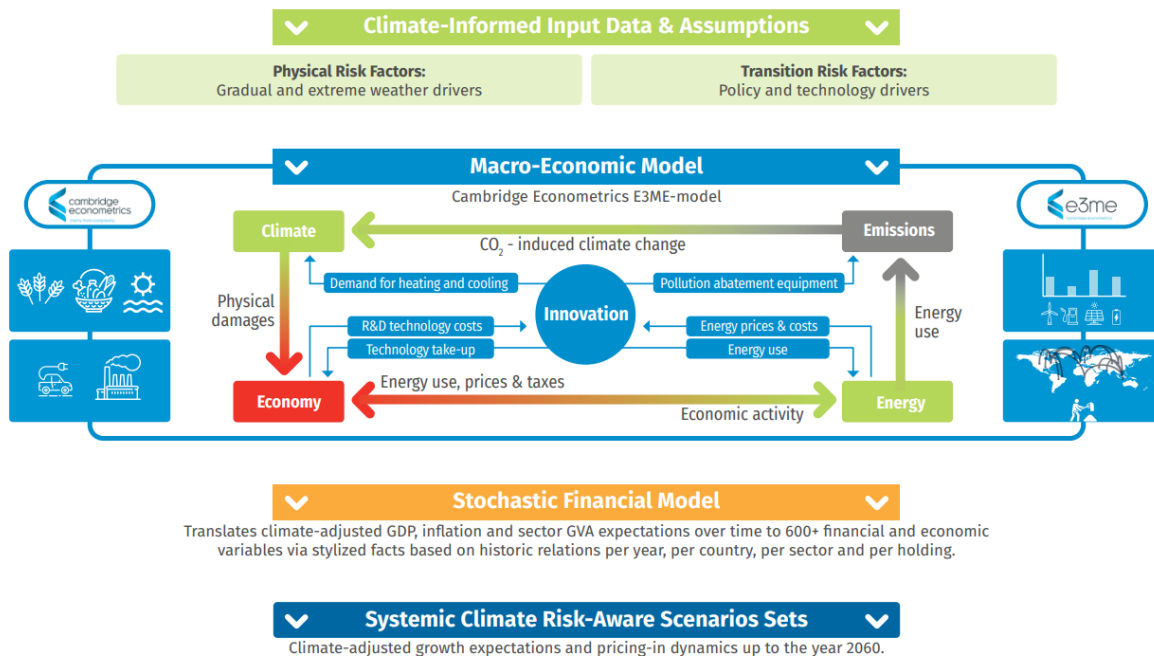 Climate-Informed Input Data & Assumptions
Physical Risk Factors:
Gradual and extreme weather drivers
Transition Risk Factors:
Policy and technology drivers
Macro-Economic Model
Cambridge Econometrics E3ME-model
cambridge
econometrics
e3me
Climate
Emissions
CO2 - induced climate change
Demand for heating and cooling
Pollution abatement equipment
Innovation
Physical
damages
Energy
use
R&D technology costs
Energy prices & costs
Technology take-up
Energy use
Energy use, prices & taxes
Economy
Economic activity
Energy
Stochastic Financial Model
Translates climate-adjusted GDP, inflation and sector GVA expectations over time to 600+ financial and economic
variables via stylized facts based on historic relations per year, per country, per sector and per holding.
Systemic Climate Risk-Aware Scenarios Sets
Climate-adjusted growth expectations and pricing-in dynamics up to the year 2060.